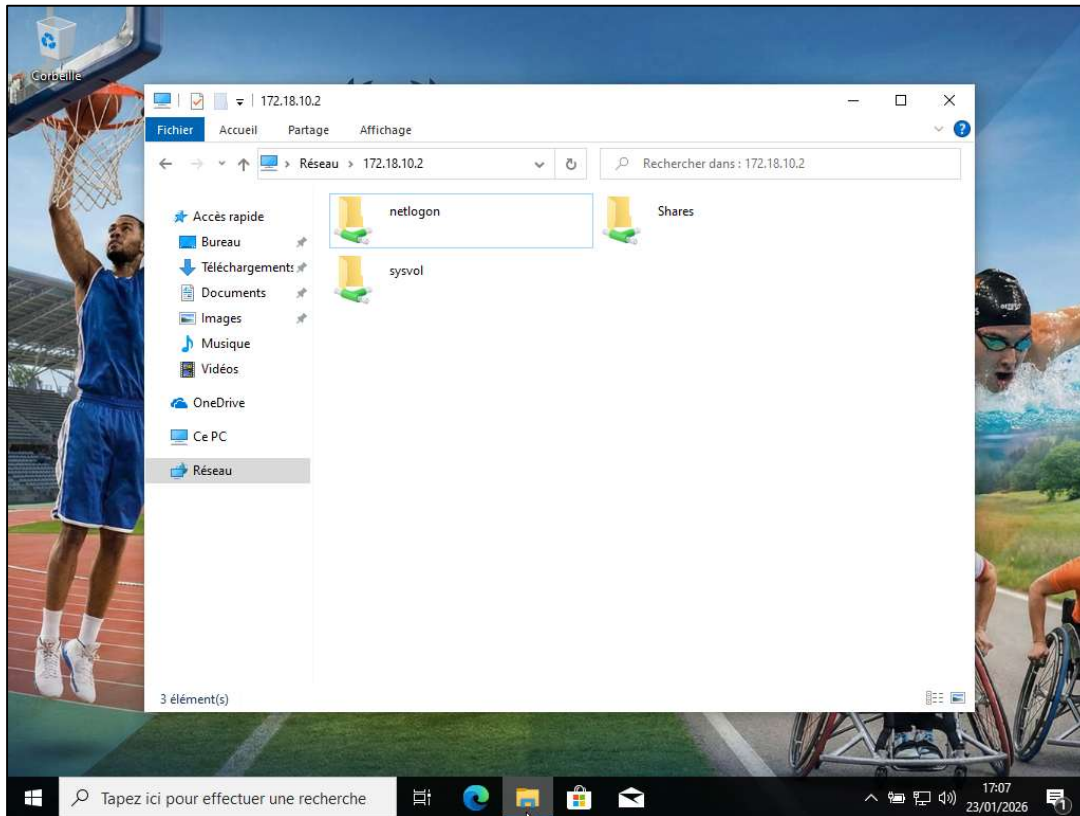 Corbeille
172.18.10.2
Fichier Accueil Partage Affichage
Réseau 172.18.10.2 Rechercher dans : 172.18.10.2
Accès rapide
Bureau
Téléchargements
Documents
Images
Musique
Vidéos
OneDrive
Ce PC
Réseau
netlogon Shares
sysvol
3 élément(s)
Tapez ici pour effectuer une recherche
17:07
23/01/2026
1